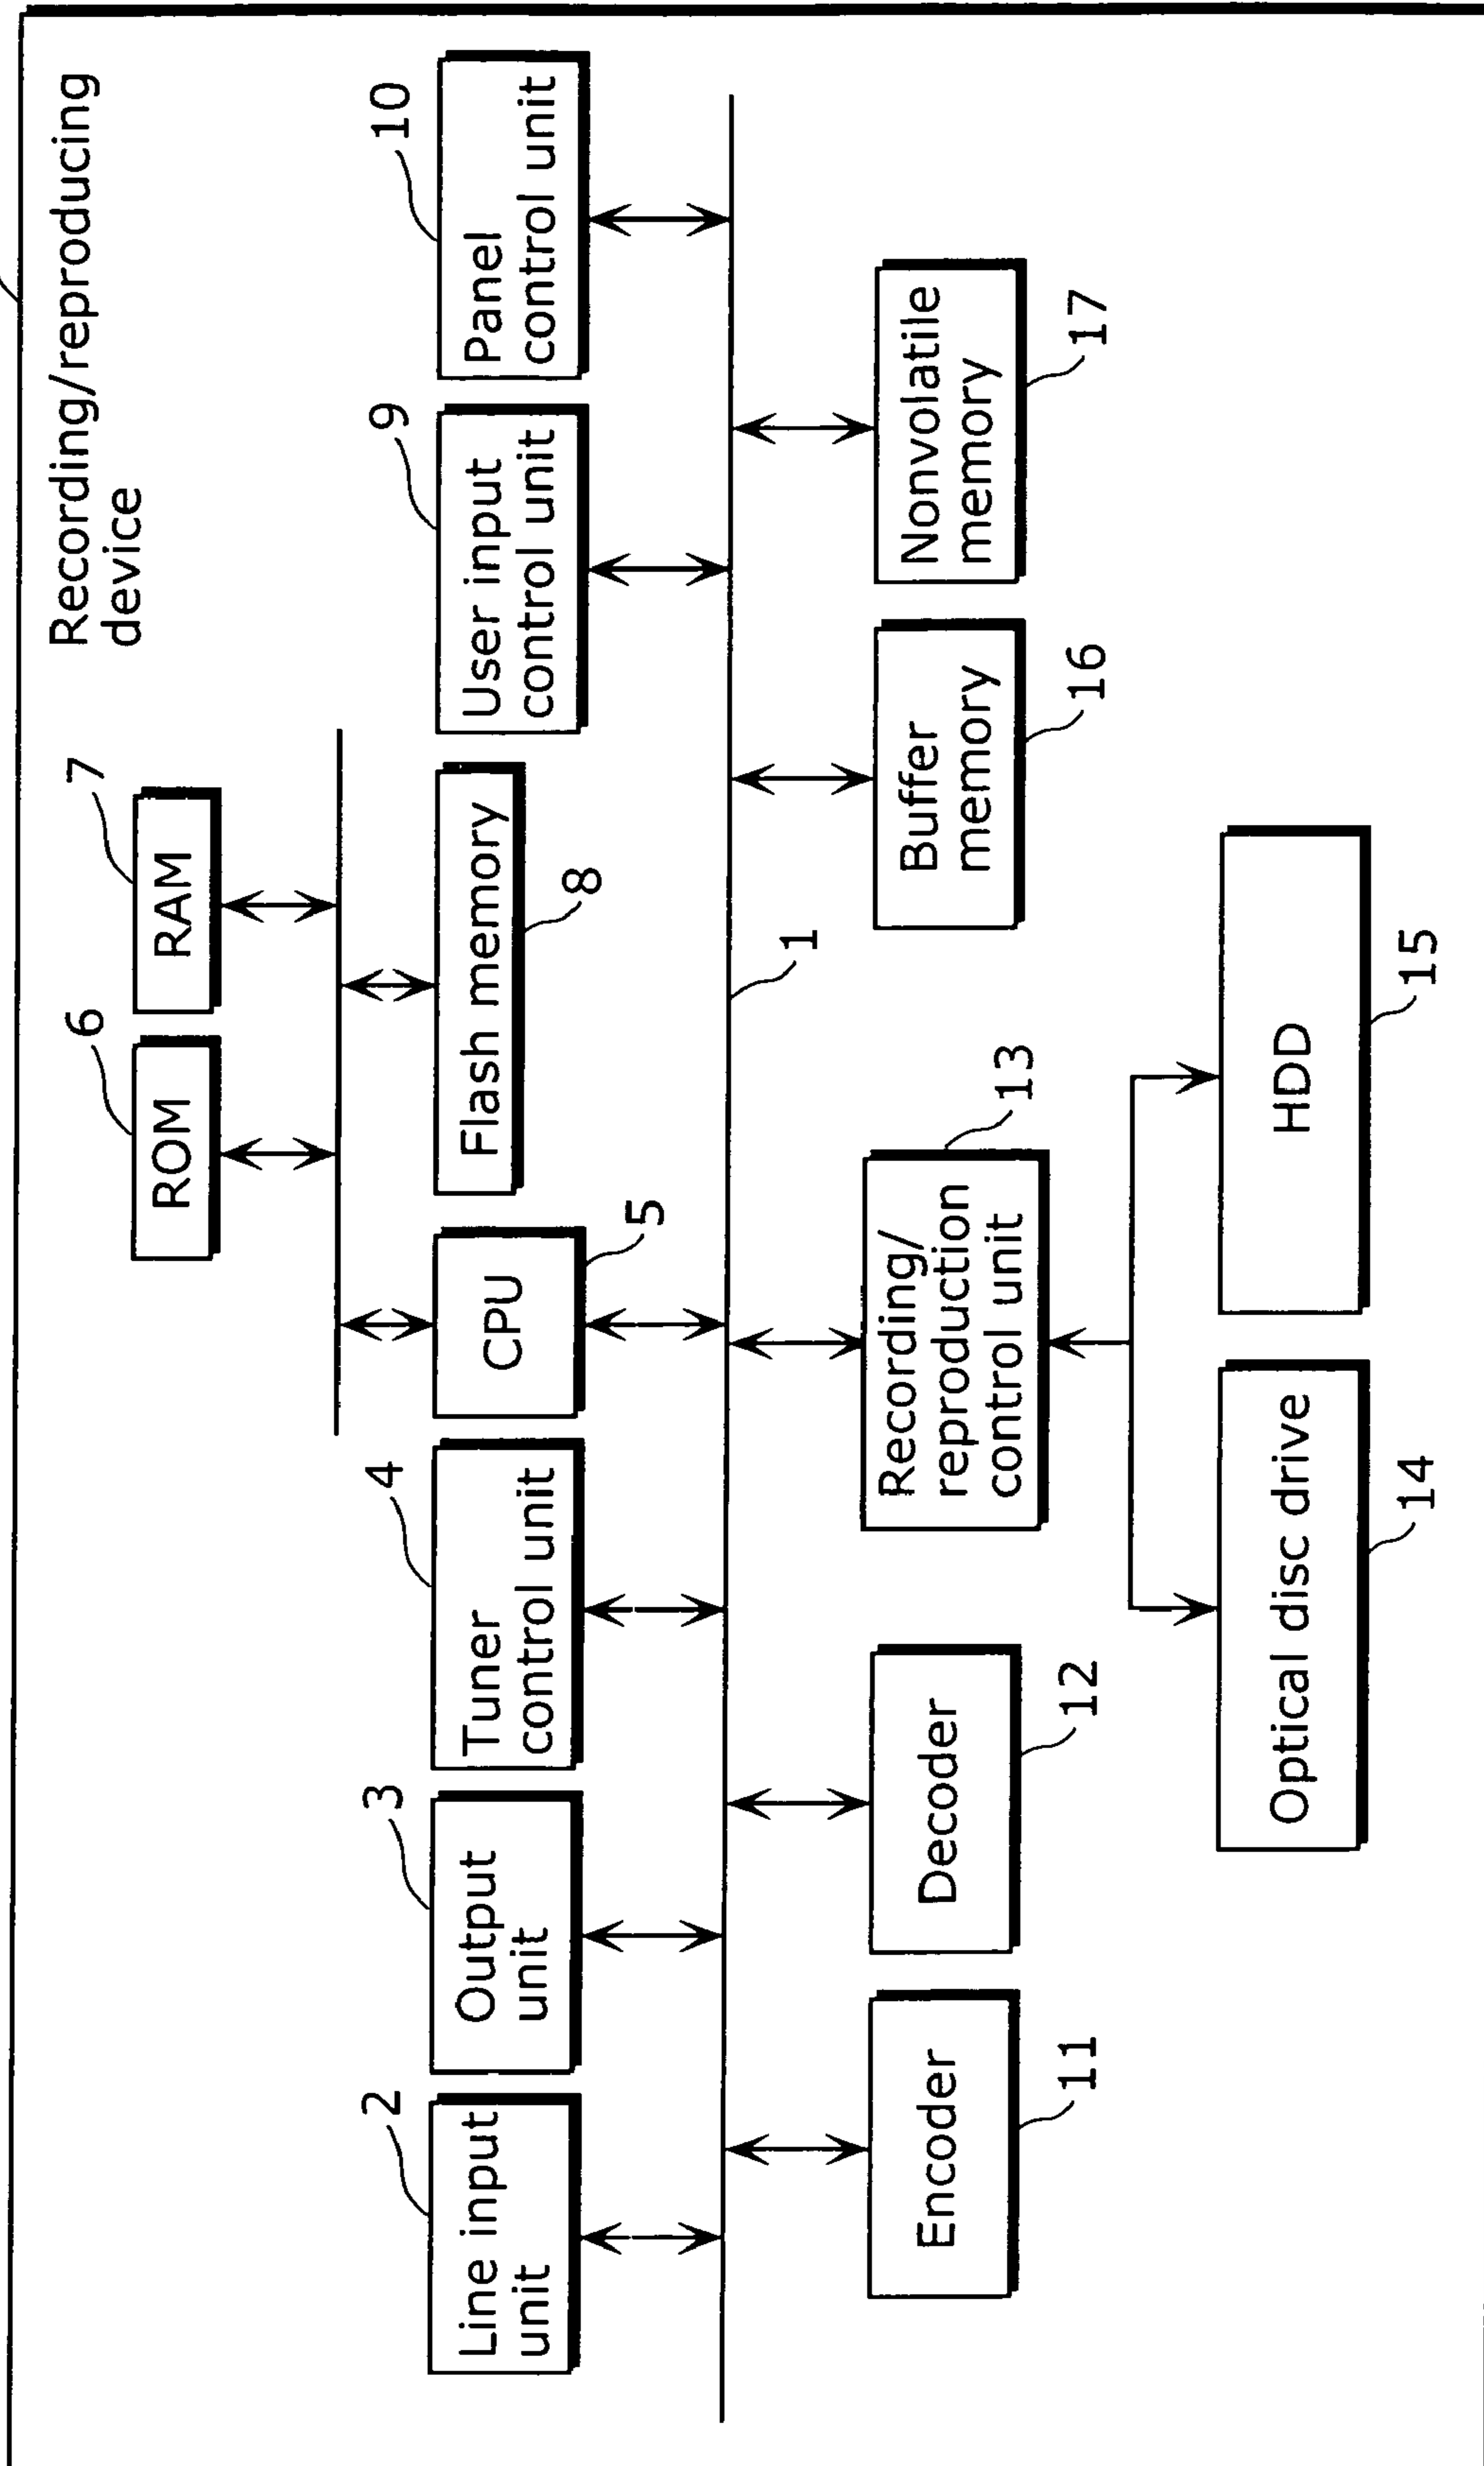 Recording/reproducing
device
6
ROM
7
RAM
2
Line input
unit
3
Output
unit
4
Tuner
control unit
CPU
5
Flash memory
8
9
User input
control unit
10
Panel
control unit
1
Encoder
11
Decoder
12
Recording/
reproduction
control unit
13
Buffer
memory
16
Nonvolatile
memory
17
Optical disc drive
14
HDD
15